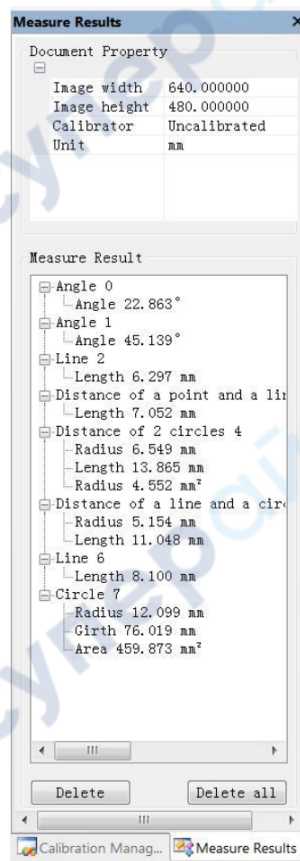 Measure Results
Document Property
Image width 640.000000
Image height 480.000000
Calibrator Uncalibrated
Unit mm
Measure Result
Angle 0
Angle 22.863°
Angle 1
Angle 45.139°
Line 2
Length 6.297 mm
Distance of a point and a lin
Length 7.052 mm
Distance of 2 circles 4
Radius 6.549 mm
Length 13.865 mm
Radius 4.552 mm²
Distance of a line and a circ
Radius 5.154 mm
Length 11.048 mm
Line 6
Length 8.100 mm
Circle 7
Radius 12.099 mm
Girth 76.019 mm
Area 459.873 mm²
Delete Delete all
Calibration Manag... Measure Results